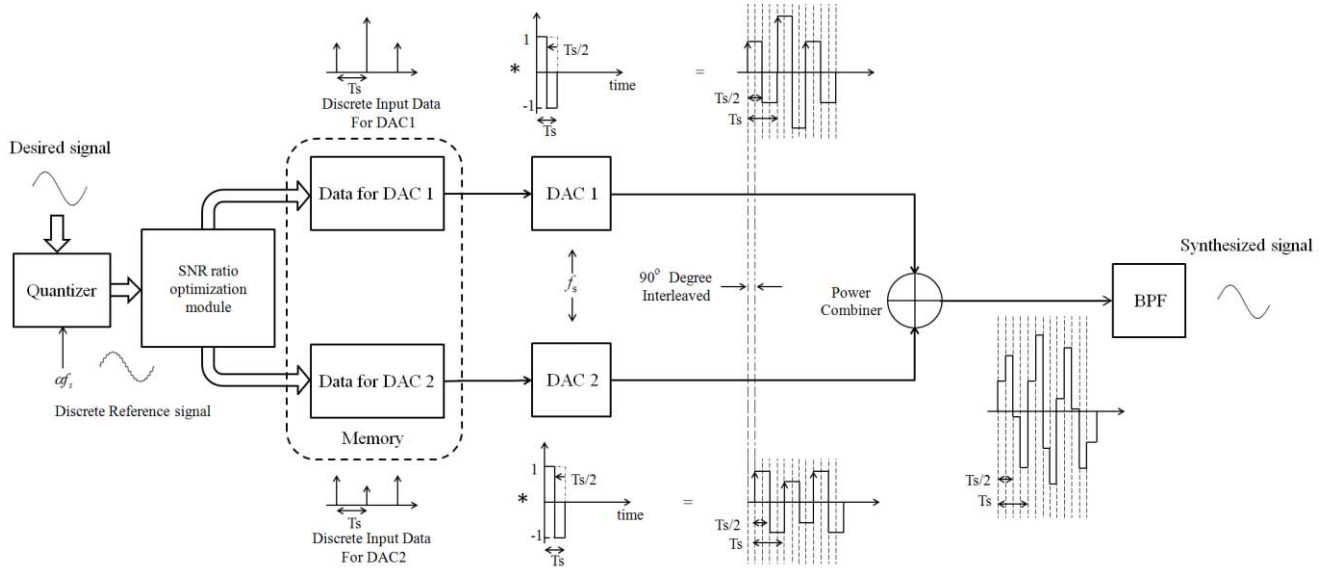 Ts
Discrete Input Data
For DAC1
1
Ts/2
*
time
-1
Ts
=
Ts/2
Ts
Desired signal
Quantizer
αf_s
Discrete Reference signal
SNR ratio
optimization
module
Data for DAC 1
Data for DAC 2
Memory
DAC 1
f_s
DAC 2
90° Degree
Interleaved
Power
Combiner
BPF
Synthesized signal
Ts/2
Ts
Ts
Discrete Input Data
For DAC2
1
Ts/2
*
time
-1
Ts
=
Ts/2
Ts